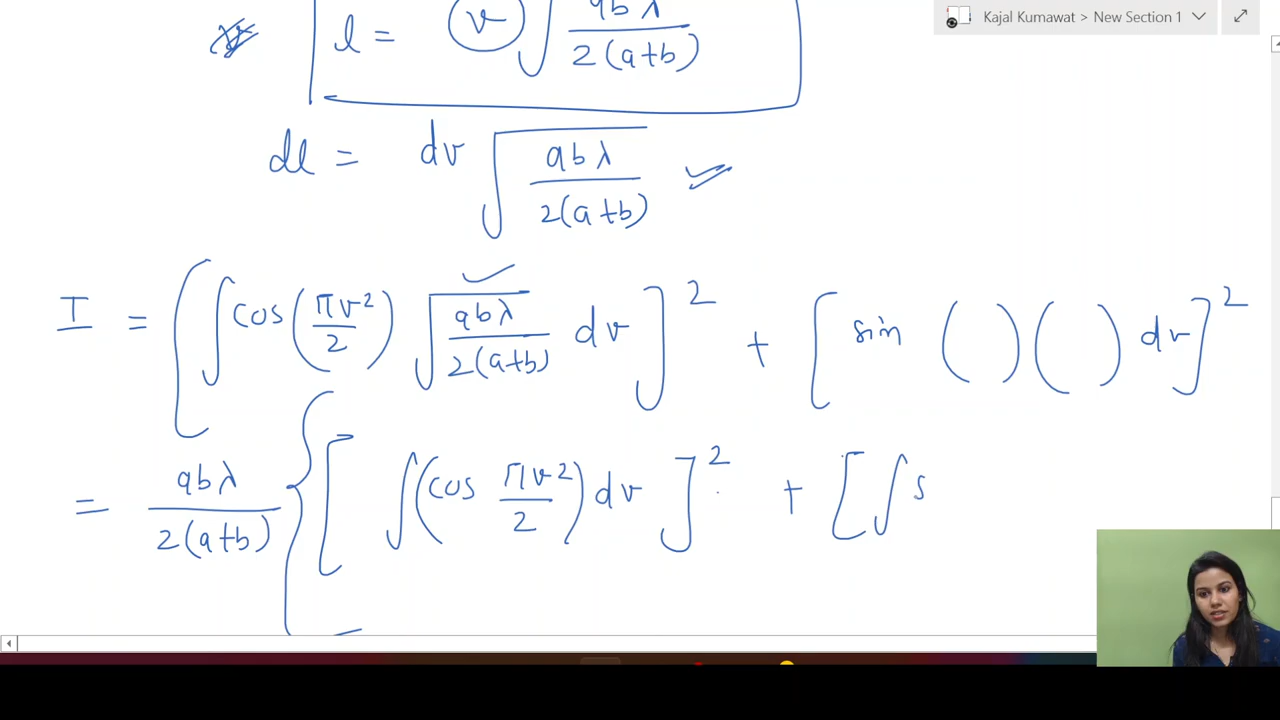 Kajal Kumawat > New Section 1
l = v √(abλ / 2(a+b))
dl = dv √(abλ / 2(a+b))
I = [∫ cos(πv²/2) √(abλ / 2(a+b)) dv]² + [sin ( )( ) dv]²
= abλ / 2(a+b) {[∫(cos πv²/2) dv]² + [∫ s